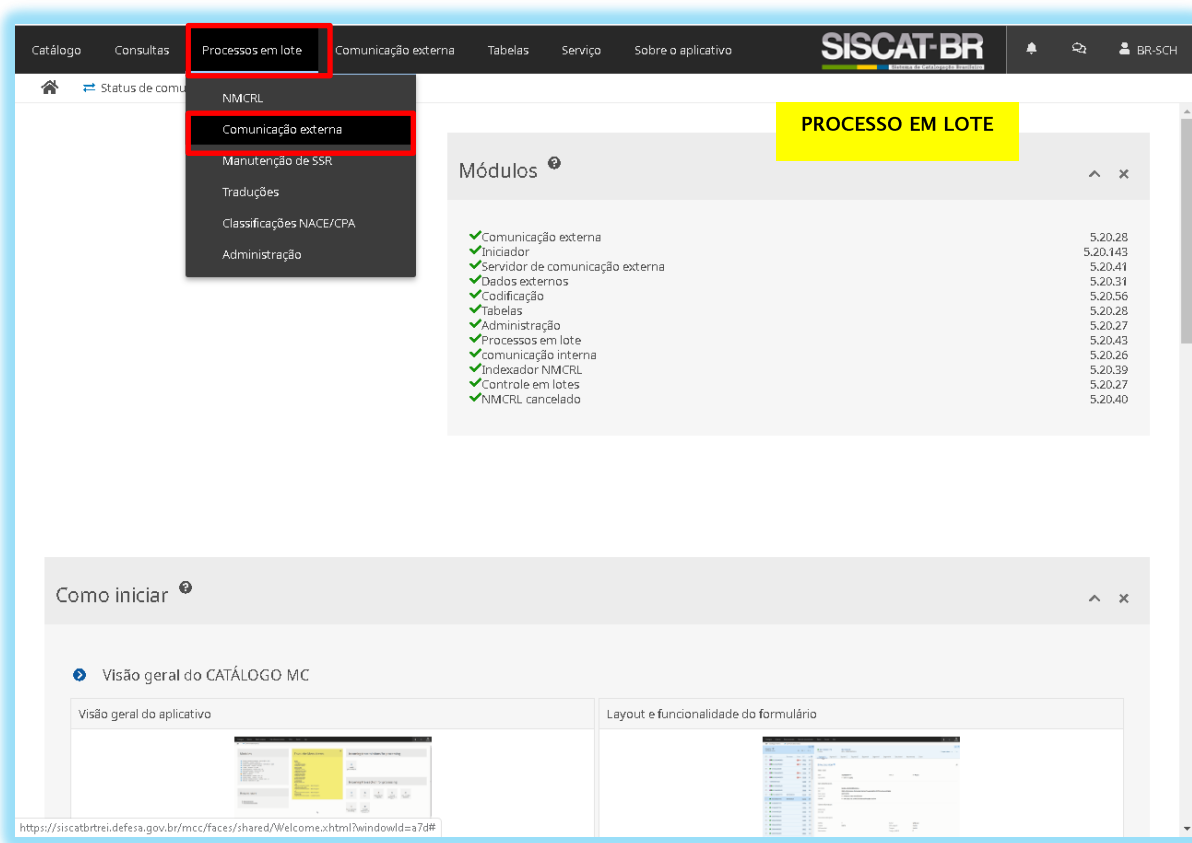 Catálogo Consultas Processos em lote Comunicação externa Tabelas Serviço Sobre o aplicativo SISCAT-BR BR-SCH
Sistema de Catalogação Brasileiro
Status de comu
NMCRL
Comunicação externa
Manutenção de SSR
Traduções
Classificações NACE/CPA
Administração
PROCESSO EM LOTE
Módulos
Comunicação externa 5.20.28
Iniciador 5.20.143
Servidor de comunicação externa 5.20.41
Dados externos 5.20.31
Codificação 5.20.56
Tabelas 5.20.28
Administração 5.20.27
Processos em lote 5.20.43
comunicação interna 5.20.26
Indexador NMCRL 5.20.39
Controle em lotes 5.20.27
NMCRL cancelado 5.20.40
Como iniciar
Visão geral do CATÁLOGO MC
Visão geral do aplicativo Layout e funcionalidade do formulário
https://siscatbrtrei.defesa.gov.br/mcc/faces/shared/Welcome.xhtml?windowId=a7d#